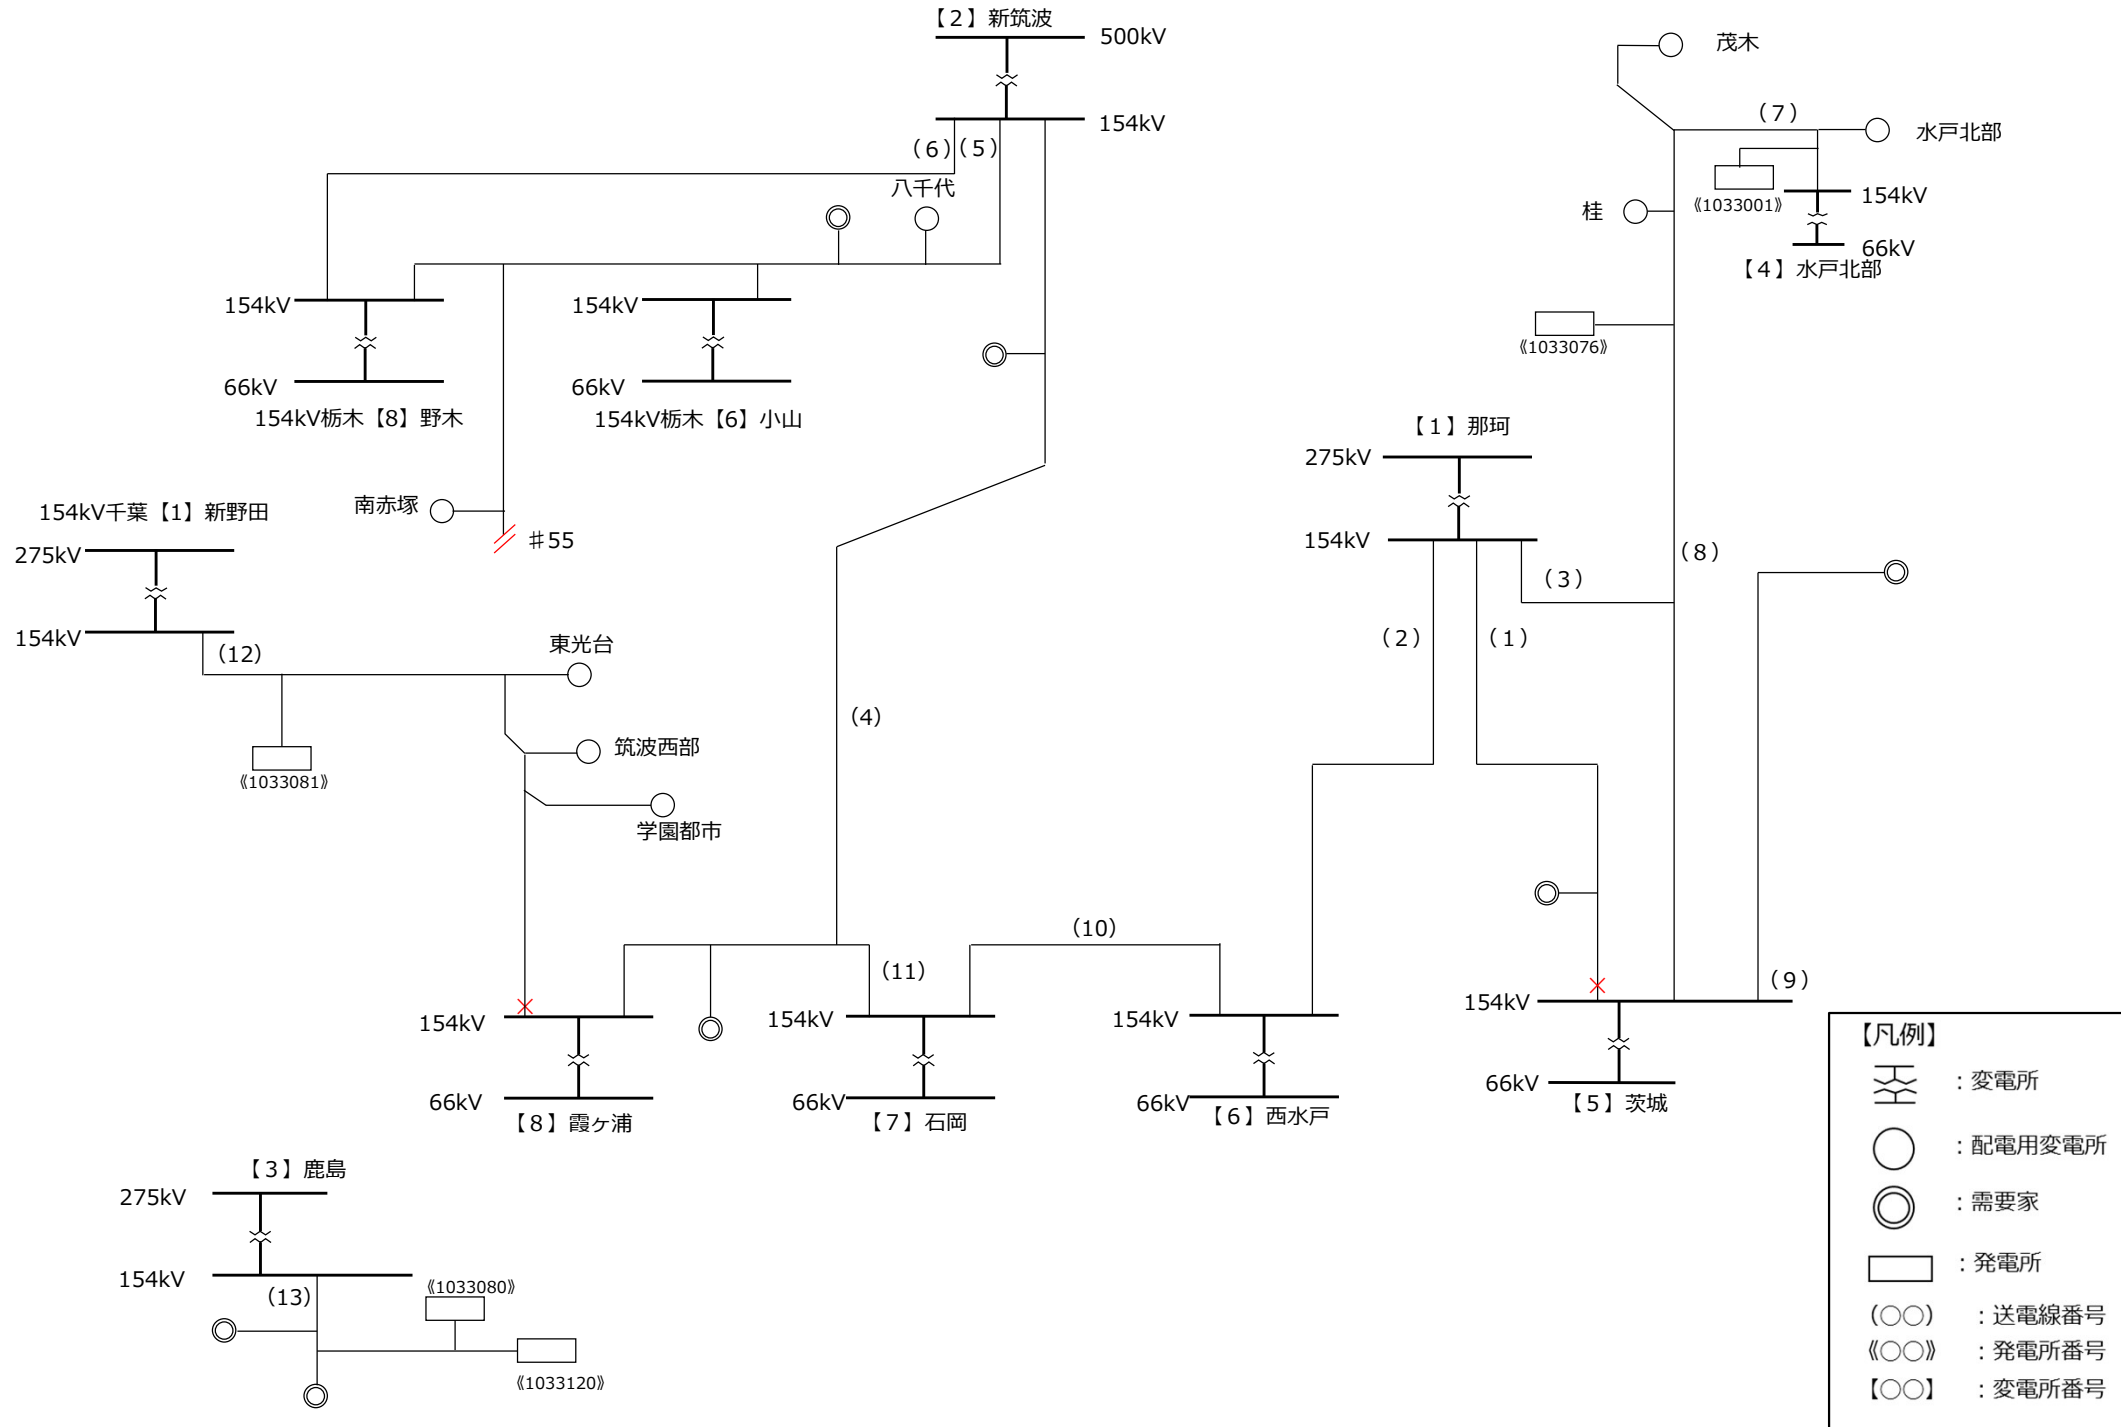 【２】新筑波
500kV
154kV
（６）
（５）
八千代
154kV
66kV
154kV栃木【８】野木
154kV
66kV
154kV栃木【６】小山
南赤塚
♯55
茂木
（７）
水戸北部
《1033001》
154kV
66kV
【４】水戸北部
桂
《1033076》
【１】那珂
275kV
154kV
（８）
（３）
（２）
（１）
154kV千葉【１】新野田
275kV
154kV
（12）
東光台
筑波西部
学園都市
《1033081》
（４）
（10）
（11）
（９）
154kV
66kV
【８】霞ヶ浦
154kV
66kV
【７】石岡
154kV
66kV
【６】西水戸
154kV
66kV
【５】茨城
【３】鹿島
275kV
154kV
（13）
《1033080》
《1033120》
【凡例】
：変電所
：配電用変電所
：需要家
：発電所
（○○）：送電線番号
《○○》：発電所番号
【○○】：変電所番号